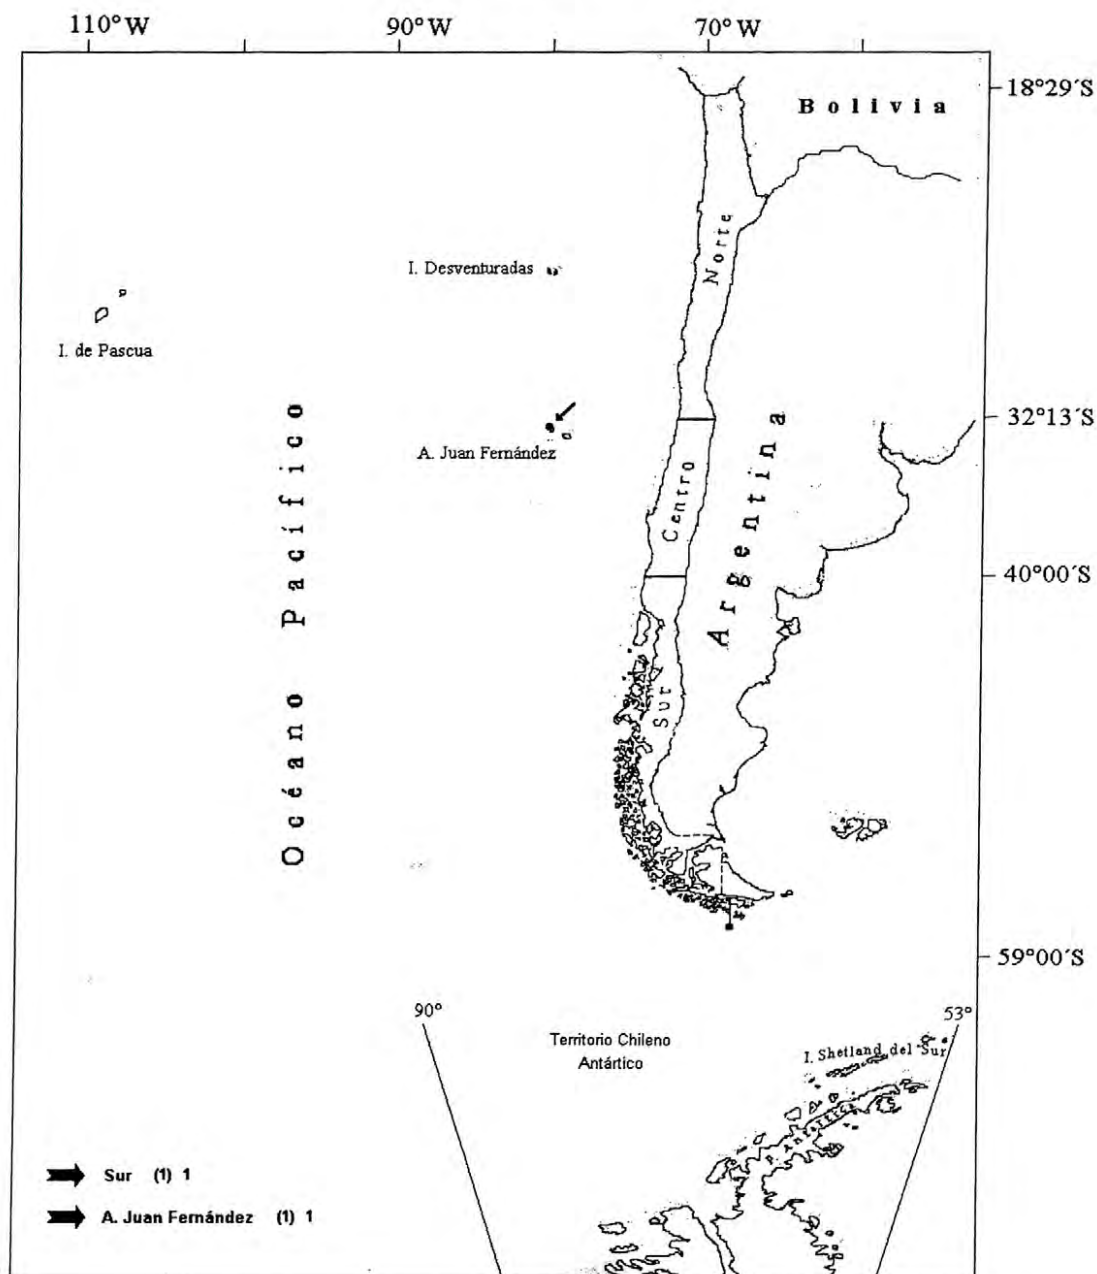 110°W 90°W 70°W
18°29´S
Bolivia
Norte
I. Desventuradas
I. de Pascua
32°13´S
A. Juan Fernández
Centro
Argentina
Océano Pacífico
40°00´S
Sur
59°00´S
90°
53°
Territorio Chileno
Antártico
I. Shetland del Sur
P. Antártica
Sur (1) 1
A. Juan Fernández (1) 1